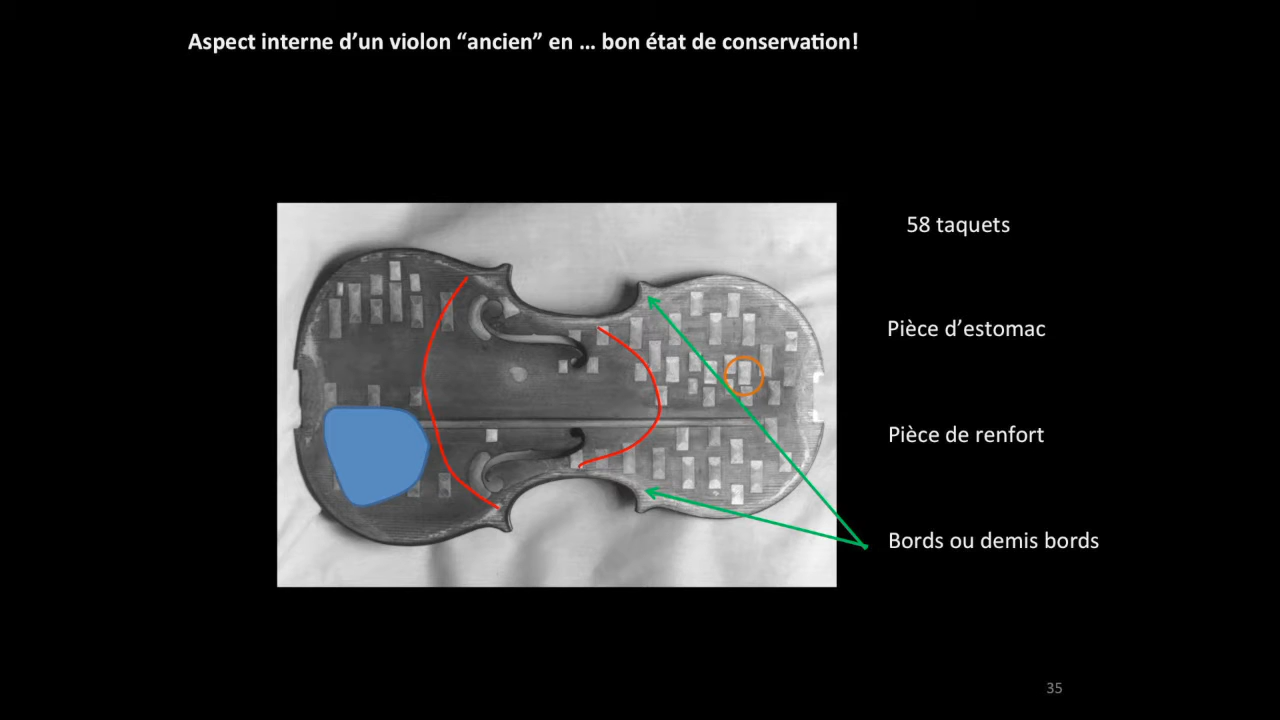 Aspect interne d’un violon “ancien” en … bon état de conservation!
58 taquets
Pièce d’estomac
Pièce de renfort
Bords ou demis bords
35